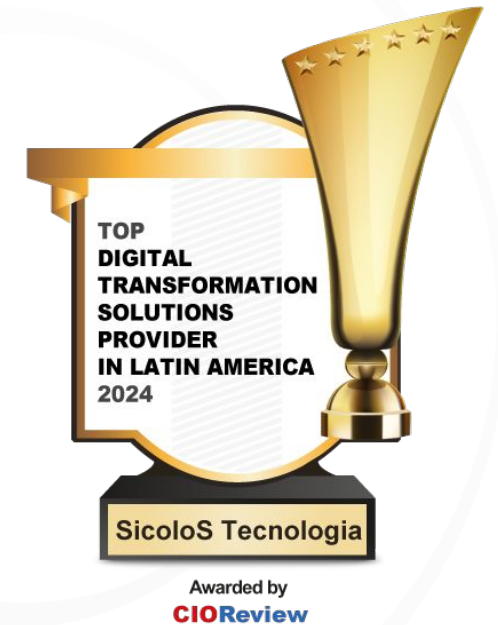 TOP
DIGITAL
TRANSFORMATION
SOLUTIONS
PROVIDER
IN LATIN AMERICA
2024
SicoloS Tecnologia
Awarded by
CIOReview